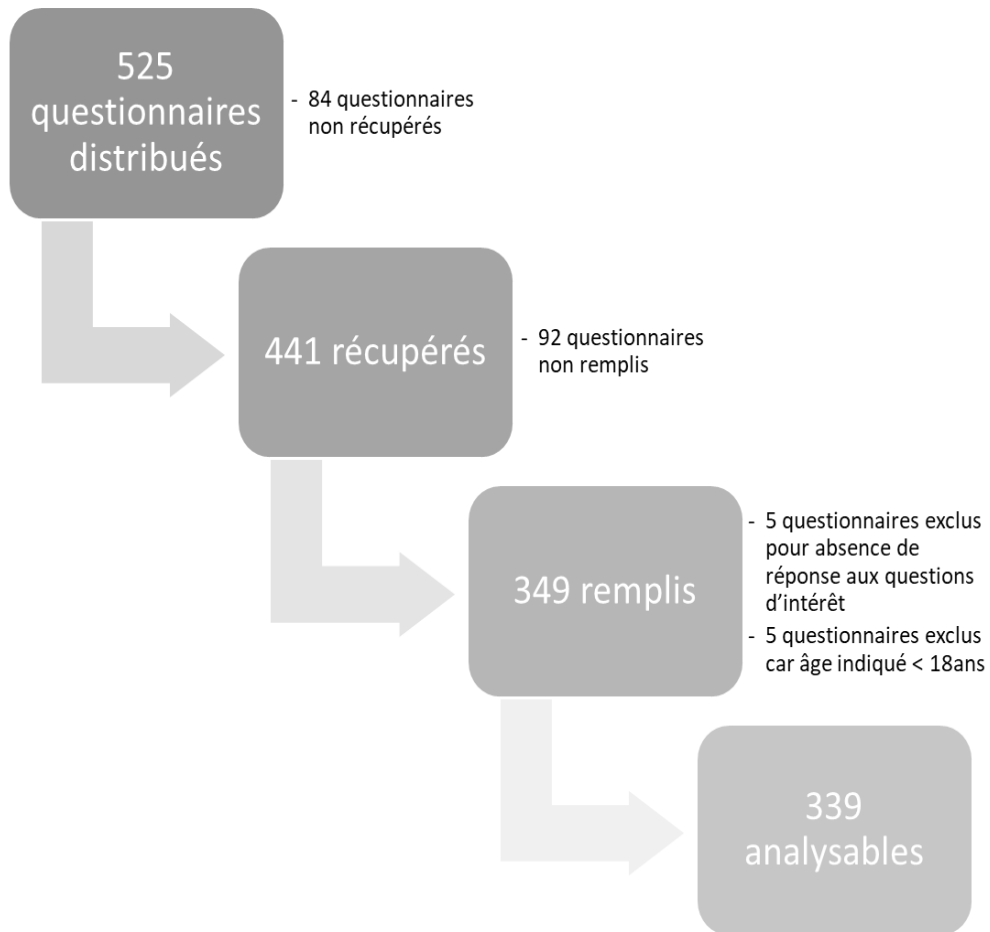 525
questionnaires
distribués
- 84 questionnaires
non récupérés
441 récupérés
- 92 questionnaires
non remplis
349 remplis
- 5 questionnaires exclus
pour absence de
réponse aux questions
d’intérêt
- 5 questionnaires exclus
car âge indiqué < 18ans
339
analysables